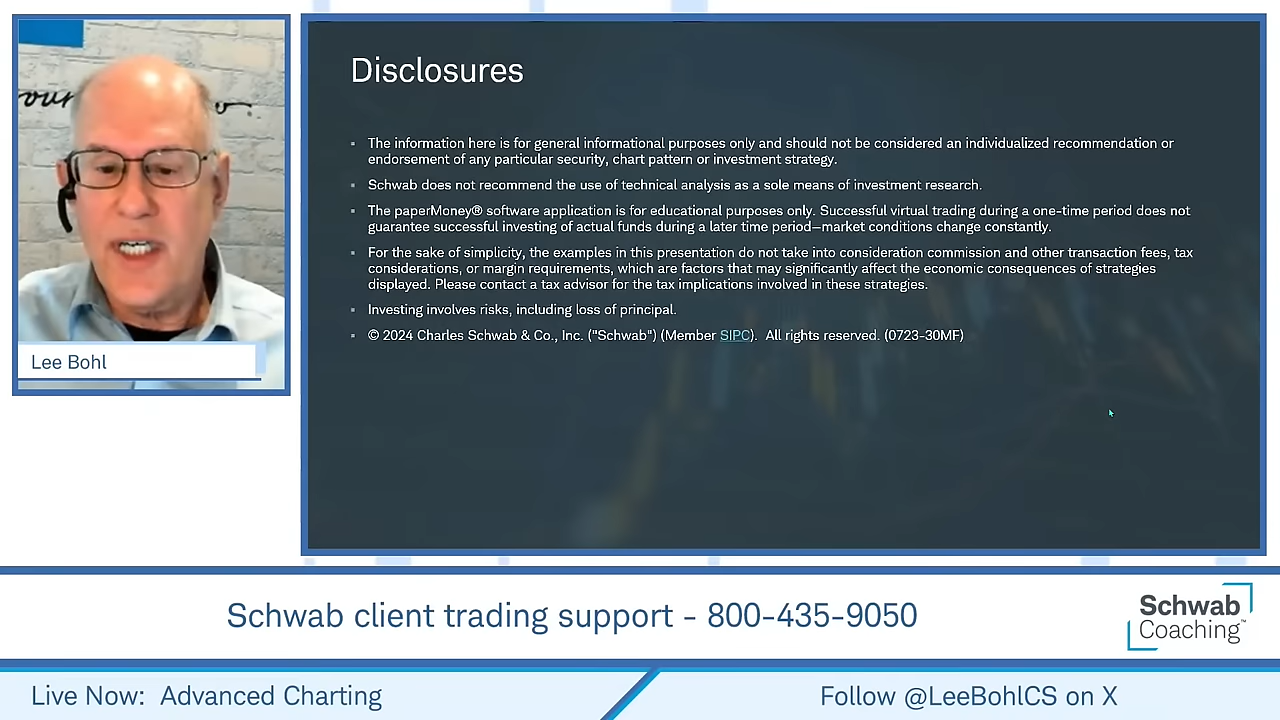 our
Lee Bohl
Disclosures
The information here is for general informational purposes only and should not be considered an individualized recommendation or
endorsement of any particular security, chart pattern or investment strategy.
Schwab does not recommend the use of technical analysis as a sole means of investment research.
The paperMoney® software application is for educational purposes only. Successful virtual trading during a one-time period does not
guarantee successful investing of actual funds during a later time period—market conditions change constantly.
For the sake of simplicity, the examples in this presentation do not take into consideration commission and other transaction fees, tax
considerations, or margin requirements, which are factors that may significantly affect the economic consequences of strategies
displayed. Please contact a tax advisor for the tax implications involved in these strategies.
Investing involves risks, including loss of principal.
© 2024 Charles Schwab & Co., Inc. ("Schwab") (Member SIPC). All rights reserved. (0723-30MF)
Schwab client trading support - 800-435-9050
Schwab
Coaching™
Live Now: Advanced Charting
Follow @LeeBohlCS on X